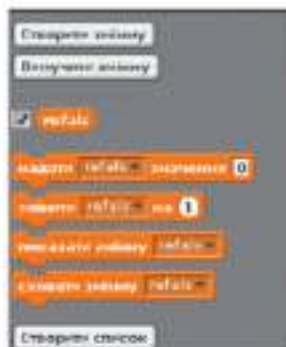 Створити змінну
Вилучити змінну
надати значення 0
змінити на 1
показати змінну
сховати змінну
Створити список